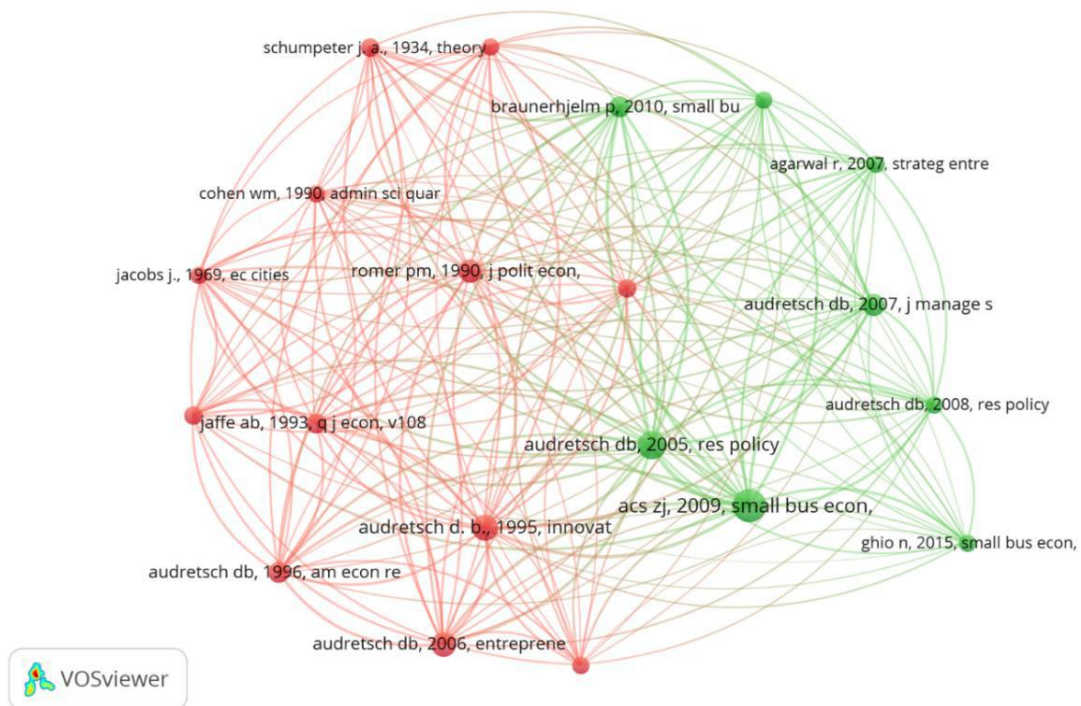 schumpeter j. a., 1934, theory
braunerhjelm p, 2010, small bu
agarwal r, 2007, strateg entre
cohen wm, 1990, admin sci quar
jacobs j., 1969, ec cities
romer pm, 1990, j polit econ,
audretsch db, 2007, j manage s
audretsch db, 2008, res policy
jaffe ab, 1993, q j econ, v108
audretsch db, 2005, res policy
acs zj, 2009, small bus econ,
audretsch d. b., 1995, innovat
ghio n, 2015, small bus econ,
audretsch db, 1996, am econ re
audretsch db, 2006, entreprene
VOSviewer